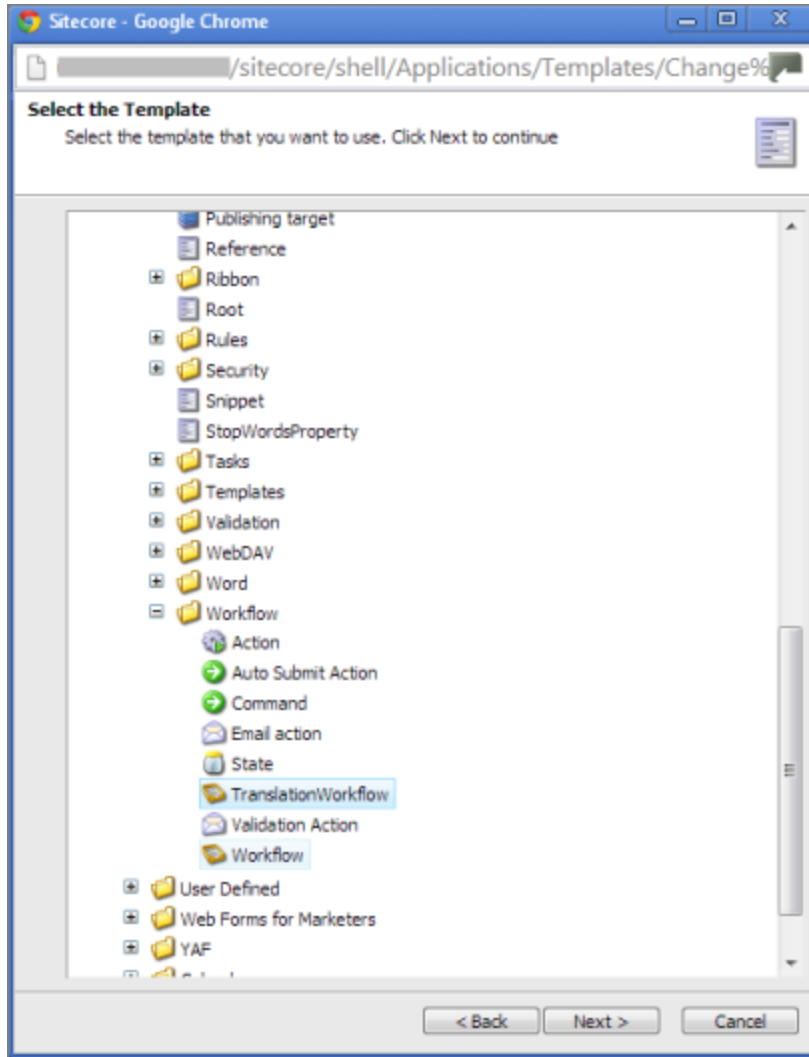 Sitecore - Google Chrome
/sitecore/shell/Applications/Templates/Change%
Select the Template
Select the template that you want to use. Click Next to continue
Publishing target
Reference
Ribbon
Root
Rules
Security
Snippet
StopWordsProperty
Tasks
Templates
Validation
WebDAV
Word
Workflow
Action
Auto Submit Action
Command
Email action
State
TranslationWorkflow
Validation Action
Workflow
User Defined
Web Forms for Marketers
YAF
< Back Next > Cancel